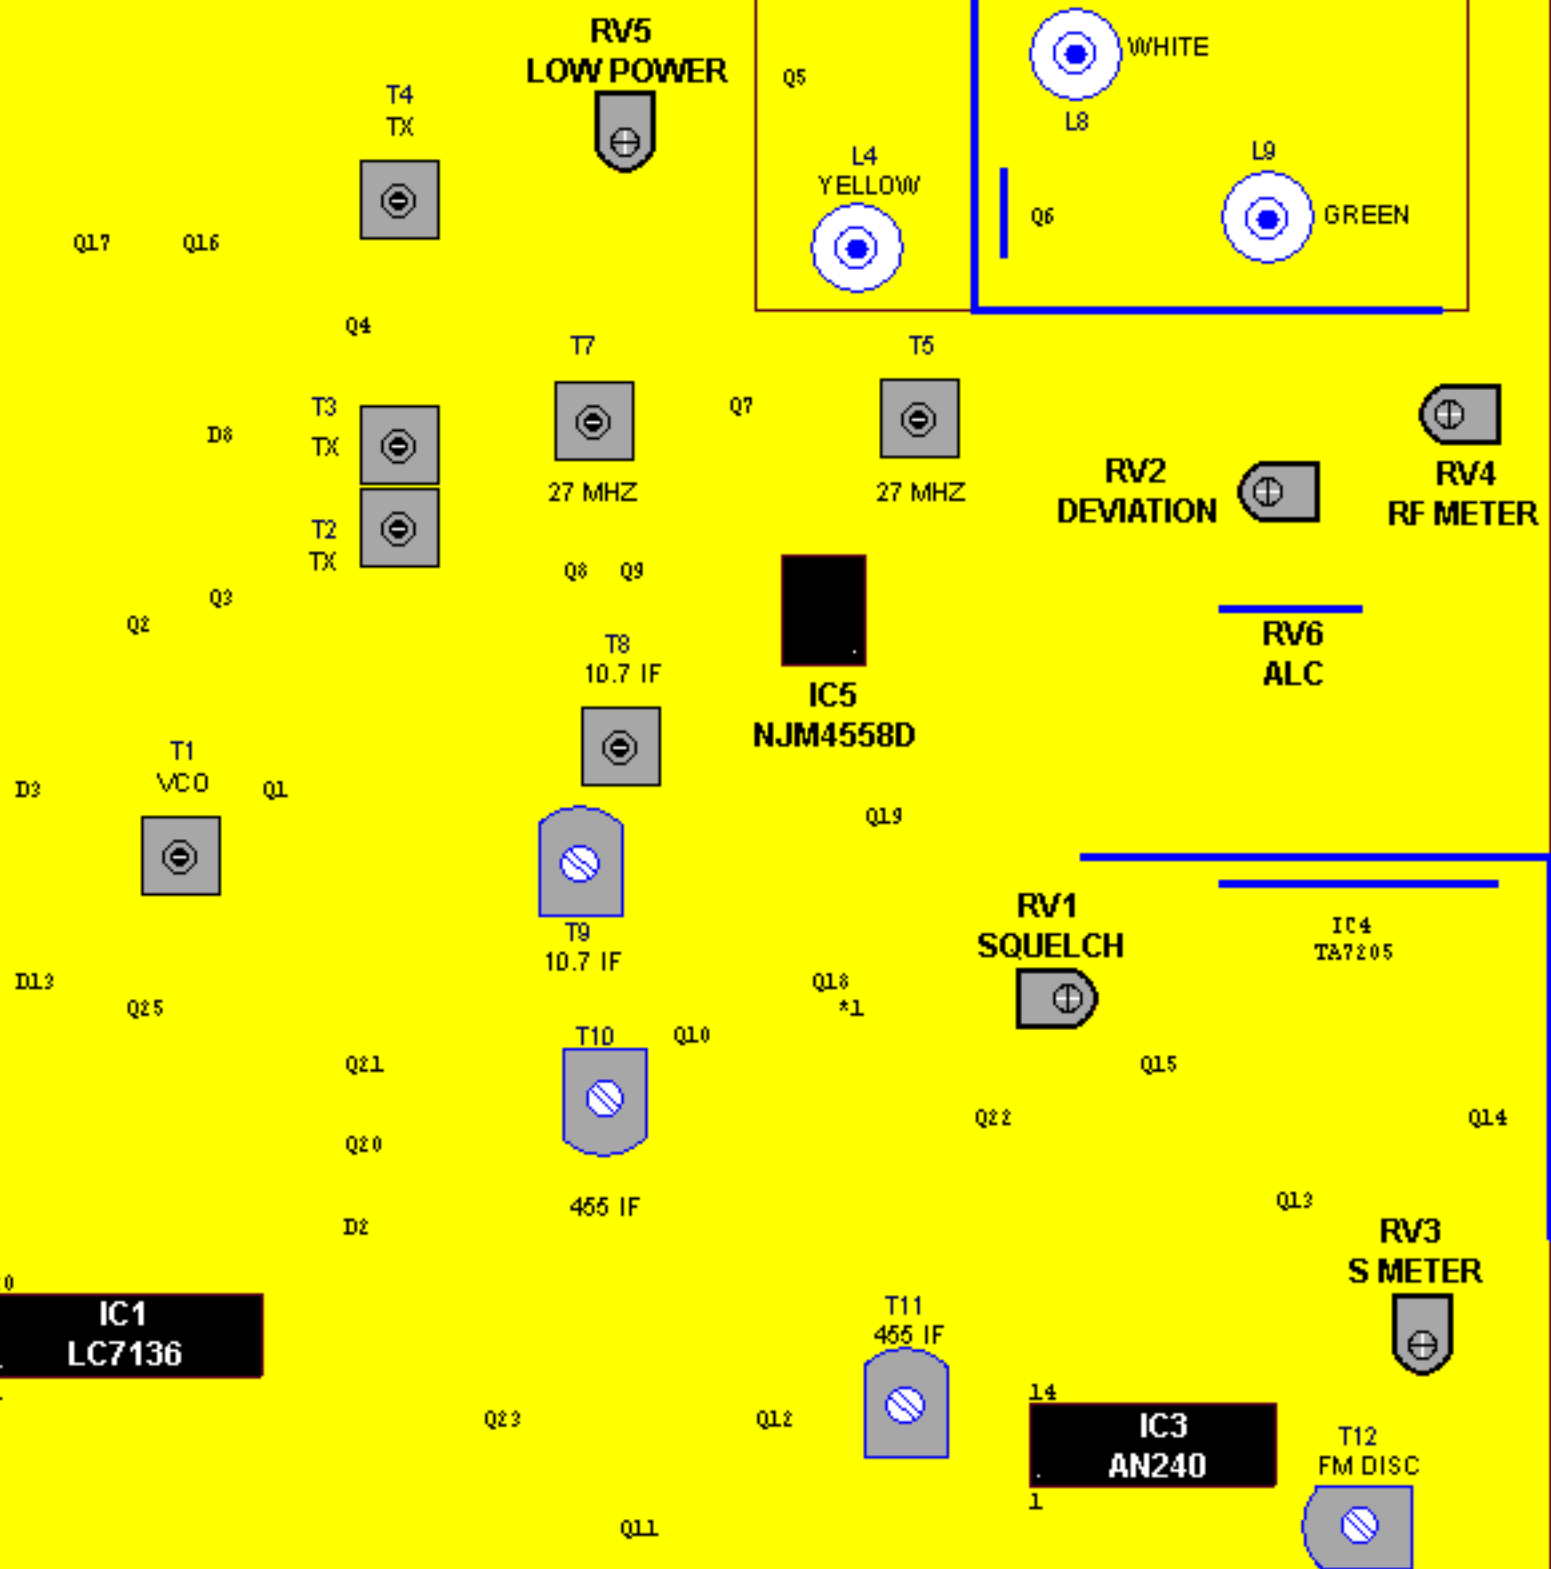 RV5
LOW POWER
WHITE
Q5
T4
TX
L8
L4
YELLOW
L9
Q6
GREEN
Q17
Q16
Q4
T7
T5
T3
TX
Q7
D8
RV2
DEVIATION
RV4
RF METER
27 MHZ
27 MHZ
T2
TX
Q8
Q9
Q3
Q2
RV6
ALC
T8
10.7 IF
IC5
NJM4558D
T1
VCO
D3
Q1
Q19
RV1
SQUELCH
IC4
TA7205
T9
10.7 IF
D13
Q25
Q18
*1
T10
Q10
Q21
Q15
Q22
Q14
Q20
455 IF
Q13
D2
RV3
S METER
0
IC1
LC7136
T11
455 IF
14
Q23
Q12
IC3
AN240
T12
FM DISC
1
Q11